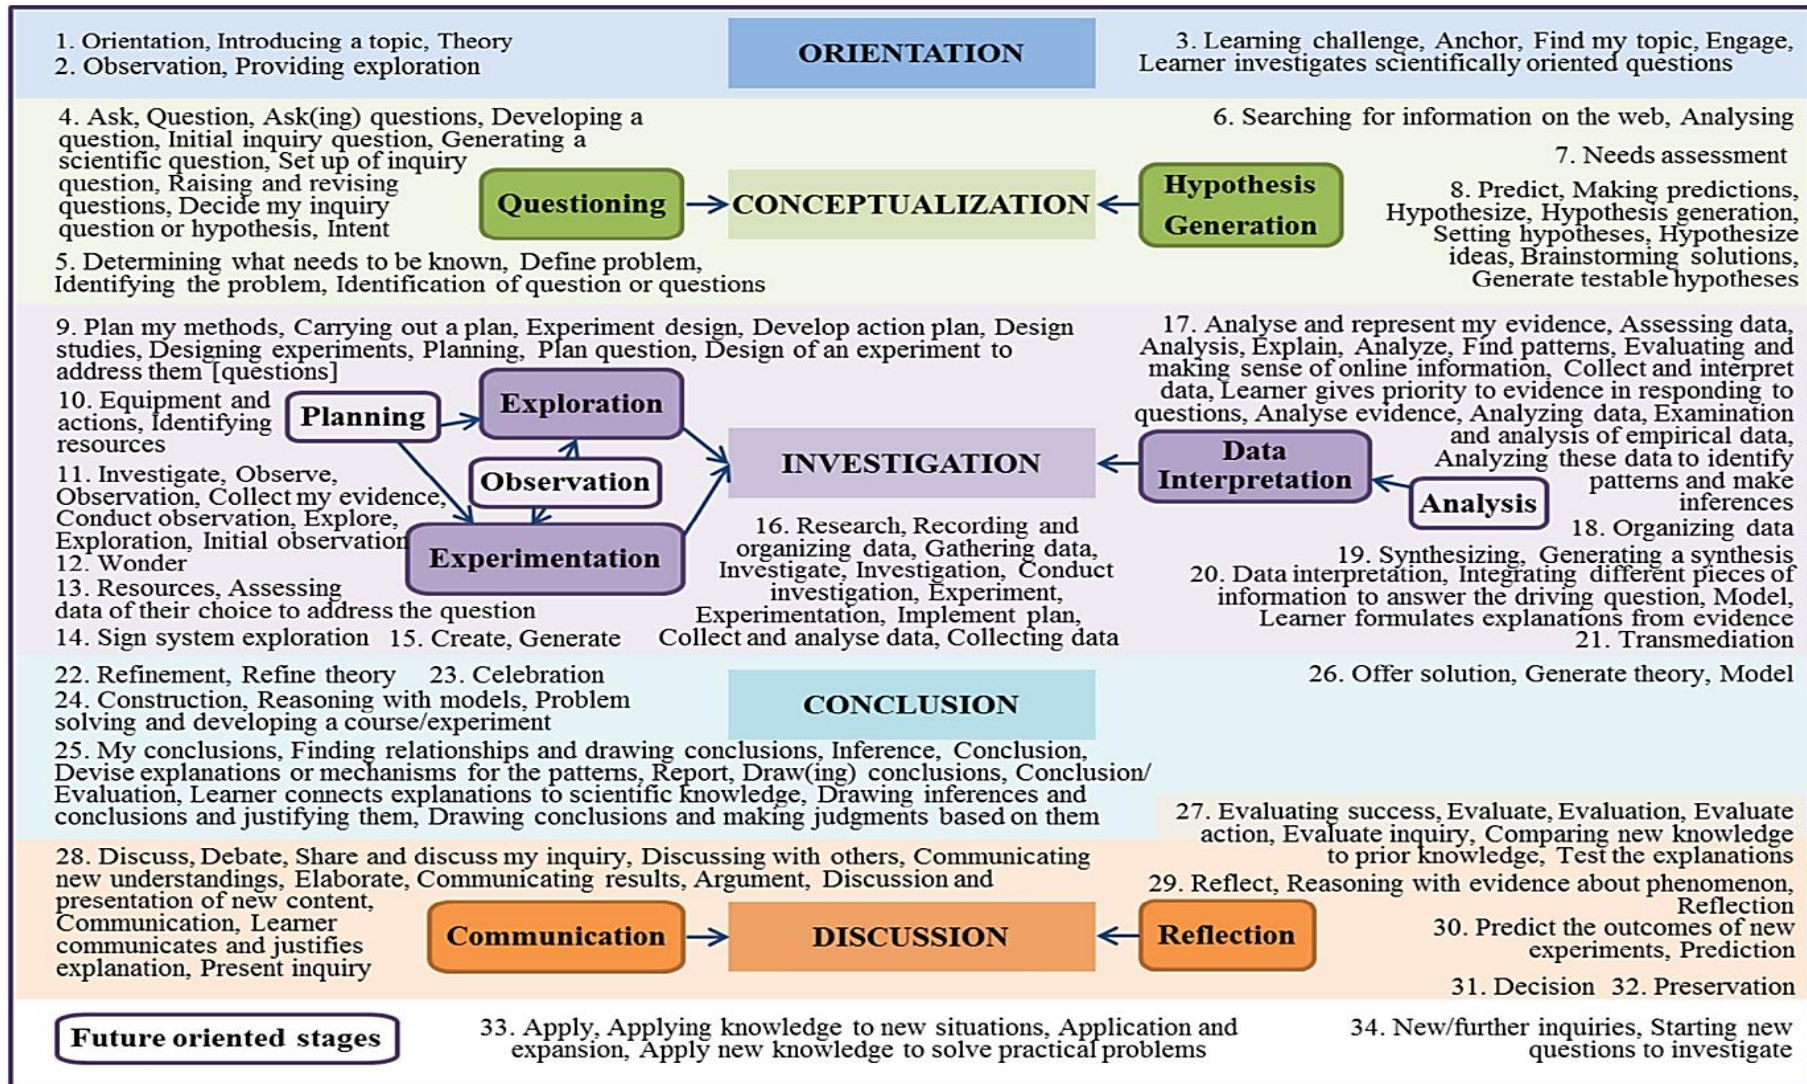 1. Orientation, Introducing a topic, Theory
2. Observation, Providing exploration
ORIENTATION
3. Learning challenge, Anchor, Find my topic, Engage,
Learner investigates scientifically oriented questions
4. Ask, Question, Ask(ing) questions, Developing a
question, Initial inquiry question, Generating a
scientific question, Set up of inquiry
question, Raising and revising
questions, Decide my inquiry
question or hypothesis, Intent
5. Determining what needs to be known, Define problem,
Identifying the problem, Identification of question or questions
Questioning
CONCEPTUALIZATION
Hypothesis
Generation
6. Searching for information on the web, Analysing
7. Needs assessment
8. Predict, Making predictions,
Hypothesize, Hypothesis generation,
Setting hypotheses, Hypothesize
ideas, Brainstorming solutions,
Generate testable hypotheses
9. Plan my methods, Carrying out a plan, Experiment design, Develop action plan, Design
studies, Designing experiments, Planning, Plan question, Design of an experiment to
address them [questions]
10. Equipment and
actions, Identifying
resources
11. Investigate, Observe,
Observation, Collect my evidence,
Conduct observation, Explore,
Exploration, Initial observation
12. Wonder
13. Resources, Assessing
data of their choice to address the question
14. Sign system exploration
15. Create, Generate
Planning
Exploration
Observation
Experimentation
INVESTIGATION
16. Research, Recording and
organizing data, Gathering data,
Investigate, Investigation, Conduct
investigation, Experiment,
Experimentation, Implement plan,
Collect and analyse data, Collecting data
Data
Interpretation
Analysis
17. Analyse and represent my evidence, Assessing data,
Analysis, Explain, Analyze, Find patterns, Evaluating and
making sense of online information, Collect and interpret
data, Learner gives priority to evidence in responding to
questions, Analyse evidence, Analyzing data, Examination
and analysis of empirical data,
Analyzing these data to identify
patterns and make
inferences
18. Organizing data
19. Synthesizing, Generating a synthesis
20. Data interpretation, Integrating different pieces of
information to answer the driving question, Model,
Learner formulates explanations from evidence
21. Transmediation
22. Refinement, Refine theory
23. Celebration
24. Construction, Reasoning with models, Problem
solving and developing a course/experiment
25. My conclusions, Finding relationships and drawing conclusions, Inference, Conclusion,
Devise explanations or mechanisms for the patterns, Report, Draw(ing) conclusions, Conclusion/
Evaluation, Learner connects explanations to scientific knowledge, Drawing inferences and
conclusions and justifying them, Drawing conclusions and making judgments based on them
CONCLUSION
26. Offer solution, Generate theory, Model
27. Evaluating success, Evaluate, Evaluation, Evaluate
action, Evaluate inquiry, Comparing new knowledge
to prior knowledge, Test the explanations
28. Discuss, Debate, Share and discuss my inquiry, Discussing with others, Communicating
new understandings, Elaborate, Communicating results, Argument, Discussion and
presentation of new content,
Communication, Learner
communicates and justifies
explanation, Present inquiry
Communication
DISCUSSION
Reflection
29. Reflect, Reasoning with evidence about phenomenon,
Reflection
30. Predict the outcomes of new
experiments, Prediction
31. Decision 32. Preservation
Future oriented stages
33. Apply, Applying knowledge to new situations, Application and
expansion, Apply new knowledge to solve practical problems
34. New/further inquiries, Starting new
questions to investigate